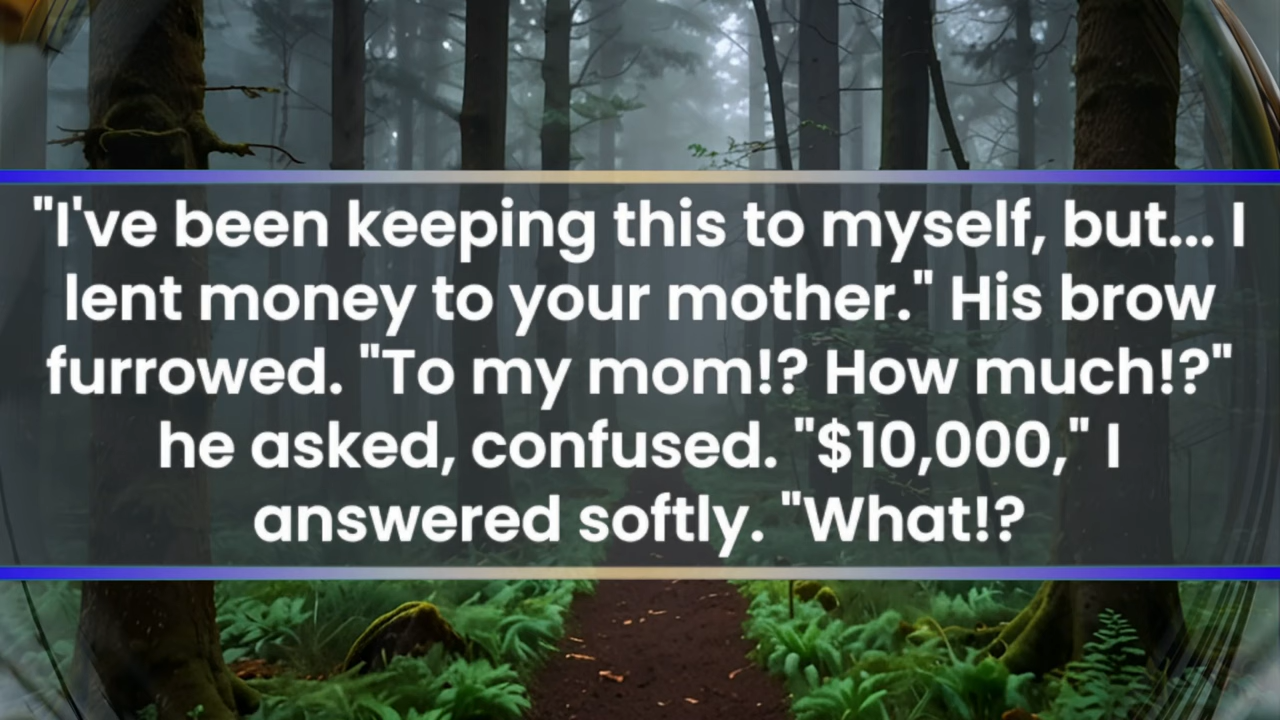 "I've been keeping this to myself, but... I
lent money to your mother." His brow
furrowed. "To my mom!? How much!?"
he asked, confused. "$10,000," I
answered softly. "What!?